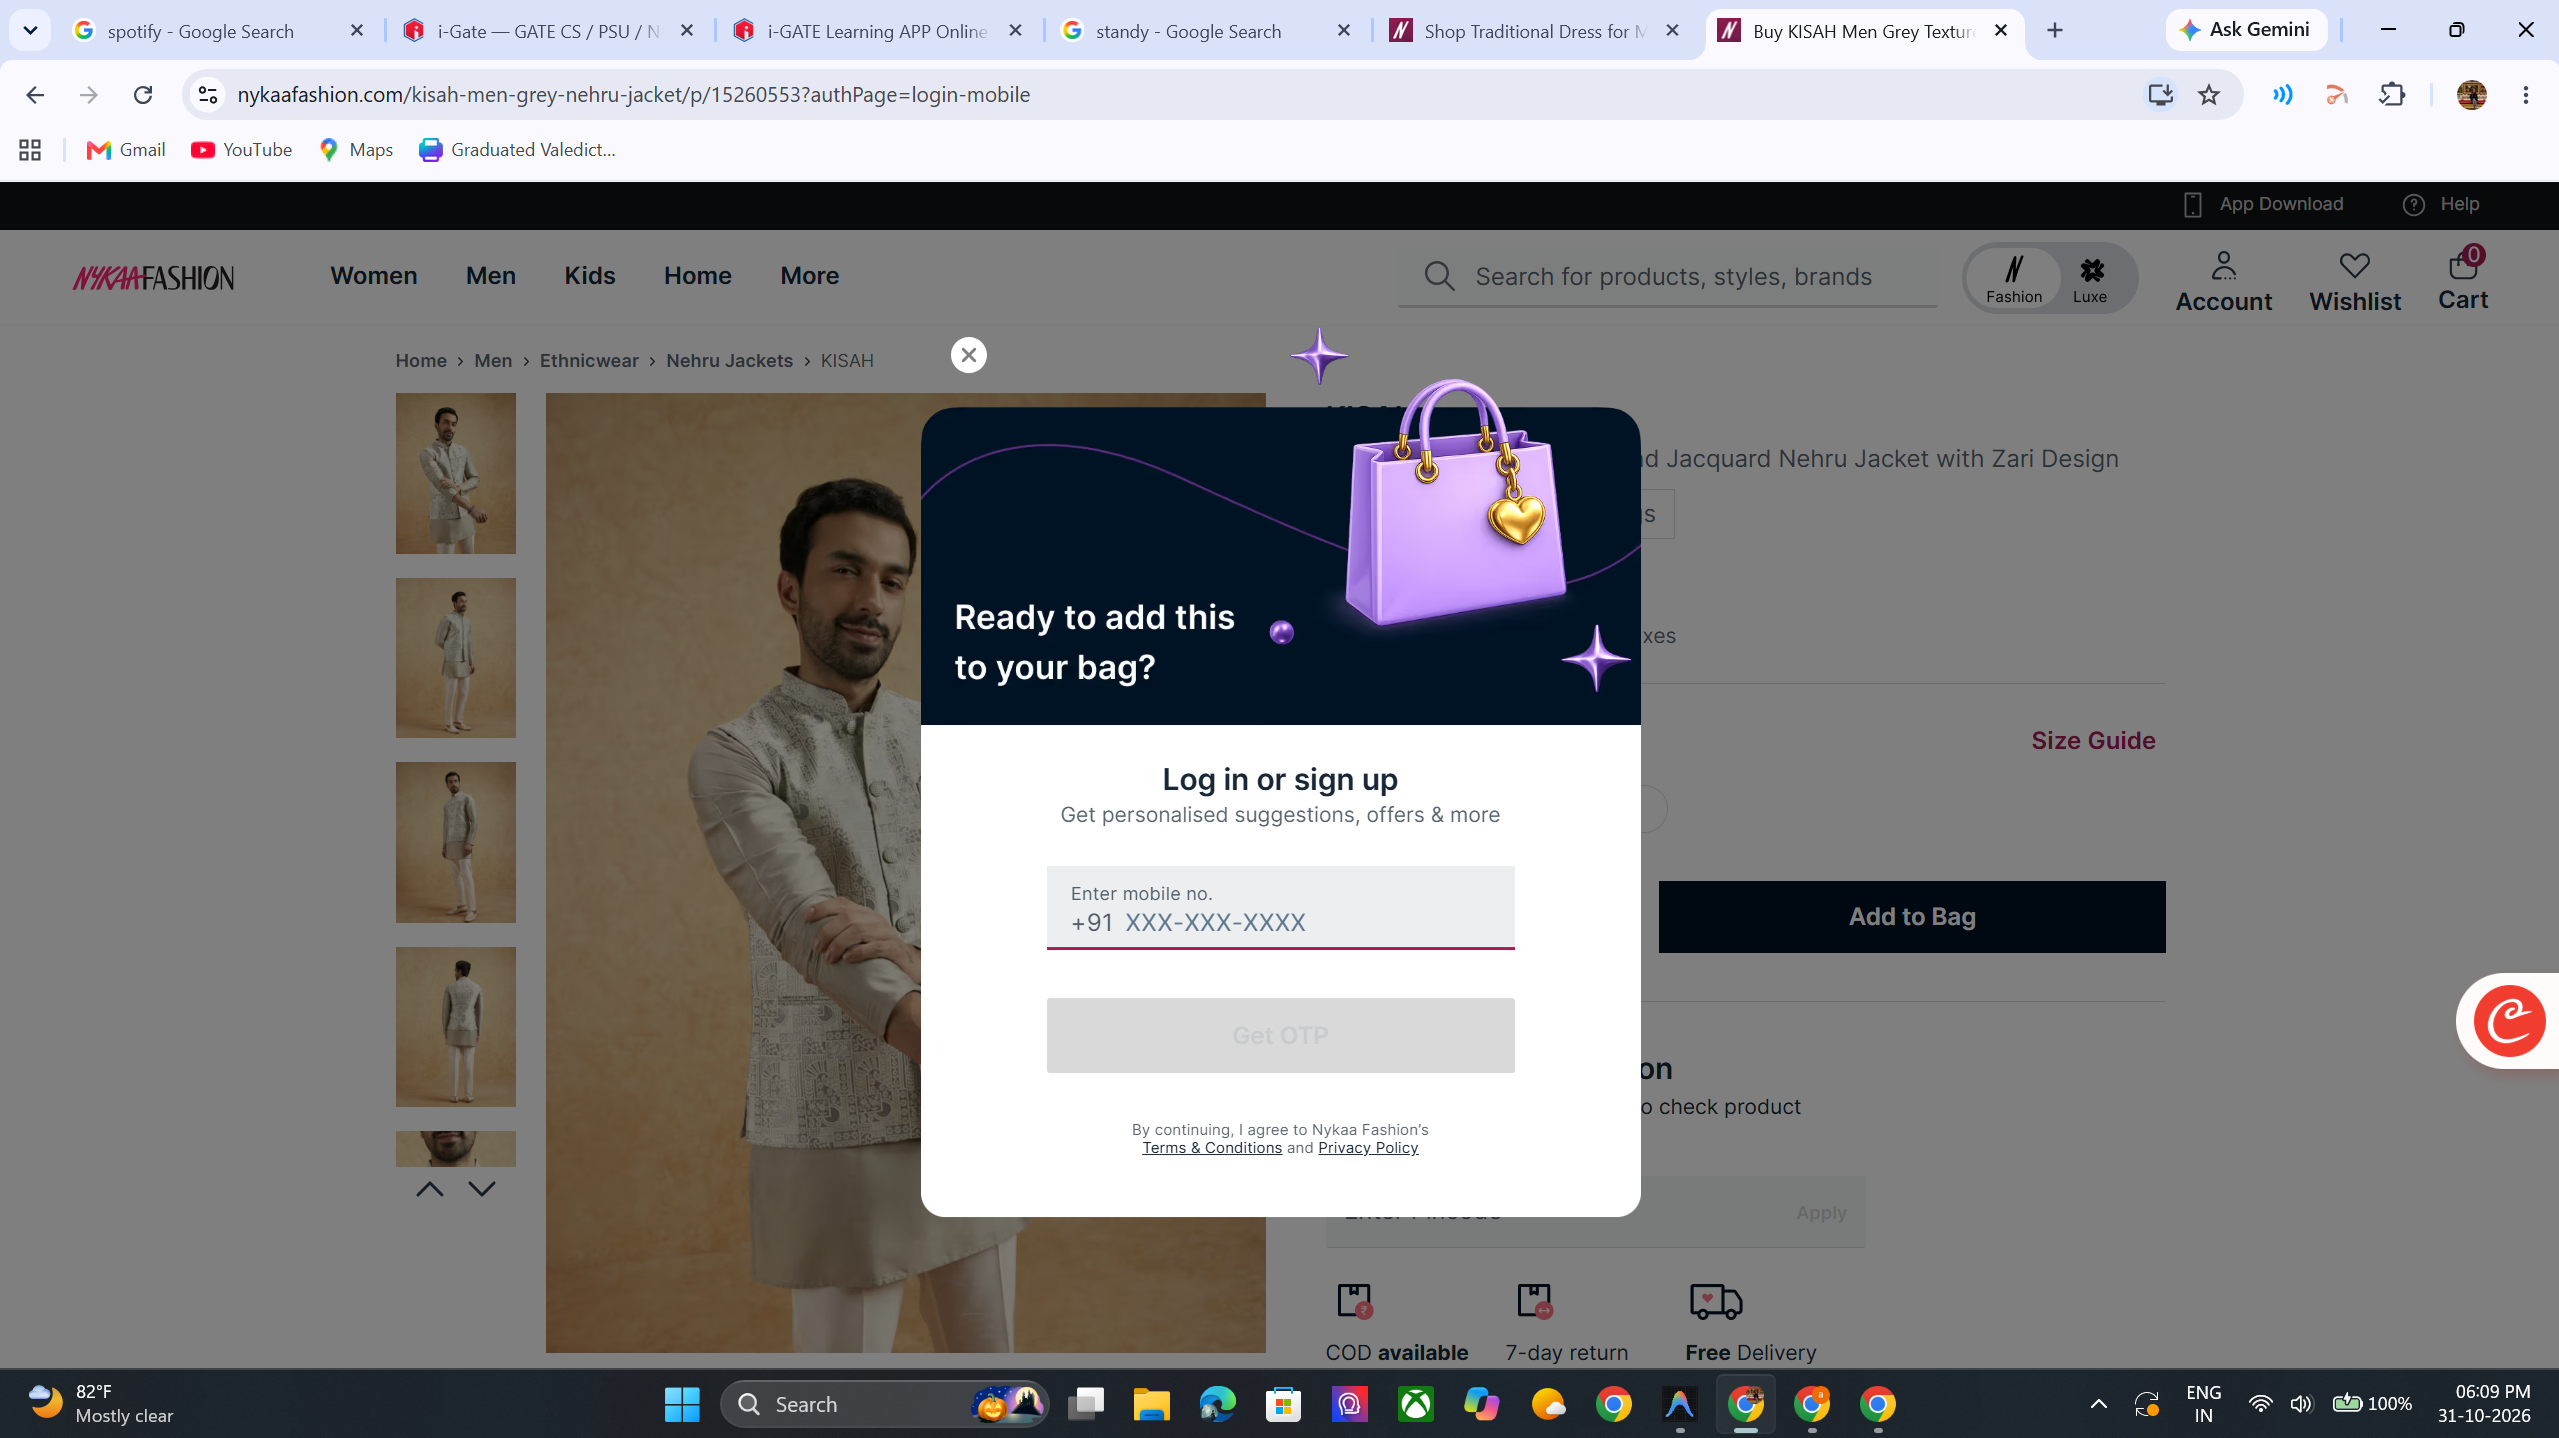 spotify - Google Search
i-Gate — GATE CS / PSU / N
i-GATE Learning APP Online
standy - Google Search
Shop Traditional Dress for M
Buy KISAH Men Grey Texture
Ask Gemini
nykaafashion.com/kisah-men-grey-nehru-jacket/p/15260553?authPage=login-mobile
Gmail
YouTube
Maps
Graduated Valedict...
App Download
Help
NYKAA FASHION
Women
Men
Kids
Home
More
Search for products, styles, brands
Fashion
Luxe
Account
Wishlist
0
Cart
Home › Men › Ethnicwear › Nehru Jackets › KISAH
d Jacquard Nehru Jacket with Zari Design
gs
xes
Size Guide
Ready to add this
to your bag?
Log in or sign up
Get personalised suggestions, offers & more
Enter mobile no.
+91 XXX-XXX-XXXX
Get OTP
By continuing, I agree to Nykaa Fashion's
Terms & Conditions and Privacy Policy
Add to Bag
on
o check product
Apply
COD available
7-day return
Free Delivery
82°F
Mostly clear
Search
a
ENG
IN
100%
06:09 PM
31-10-2026